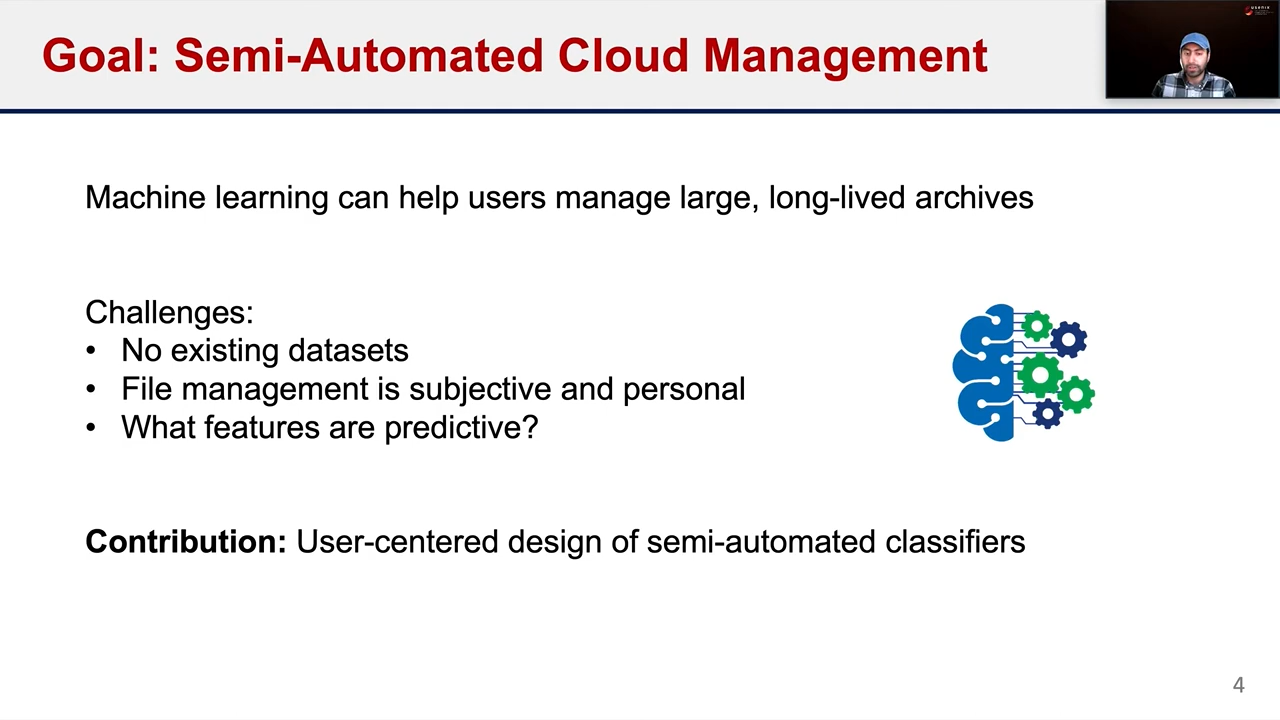 Goal: Semi-Automated Cloud Management
usenix
Machine learning can help users manage large, long-lived archives
Challenges:
• No existing datasets
• File management is subjective and personal
• What features are predictive?
Contribution: User-centered design of semi-automated classifiers
4